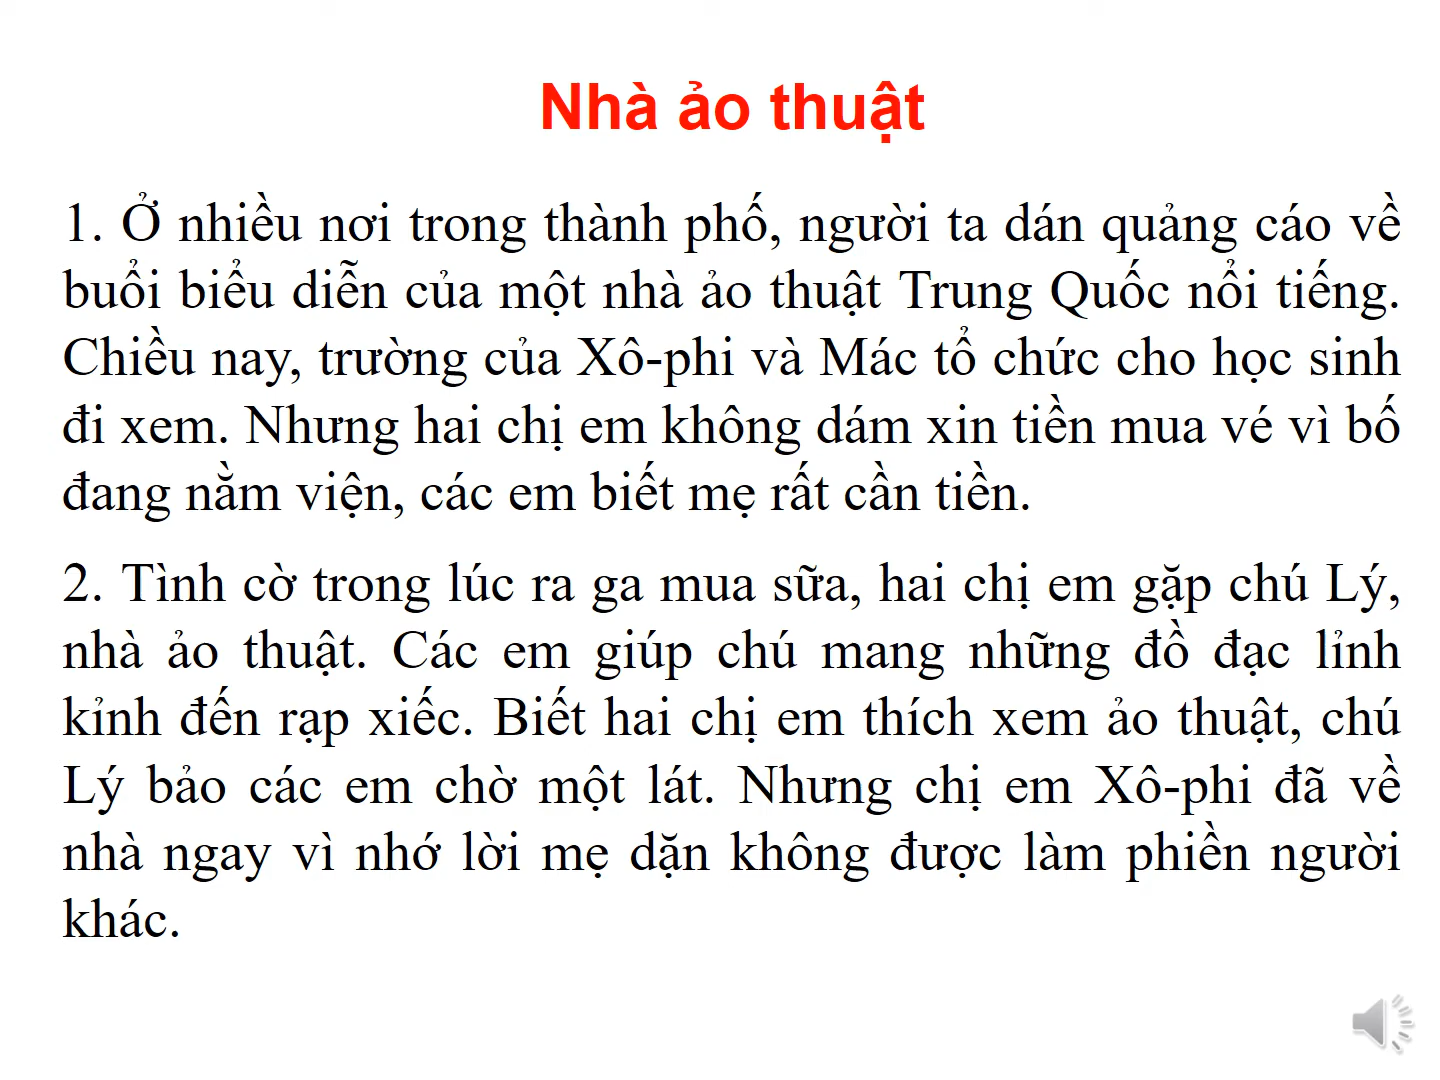 Nhà ảo thuật
1. Ở nhiều nơi trong thành phố, người ta dán quảng cáo về
buổi biểu diễn của một nhà ảo thuật Trung Quốc nổi tiếng.
Chiều nay, trường của Xô-phi và Mác tổ chức cho học sinh
đi xem. Nhưng hai chị em không dám xin tiền mua vé vì bố
đang nằm viện, các em biết mẹ rất cần tiền.
2. Tình cờ trong lúc ra ga mua sữa, hai chị em gặp chú Lý,
nhà ảo thuật. Các em giúp chú mang những đồ đạc lỉnh
kỉnh đến rạp xiếc. Biết hai chị em thích xem ảo thuật, chú
Lý bảo các em chờ một lát. Nhưng chị em Xô-phi đã về
nhà ngay vì nhớ lời mẹ dặn không được làm phiền người
khác.